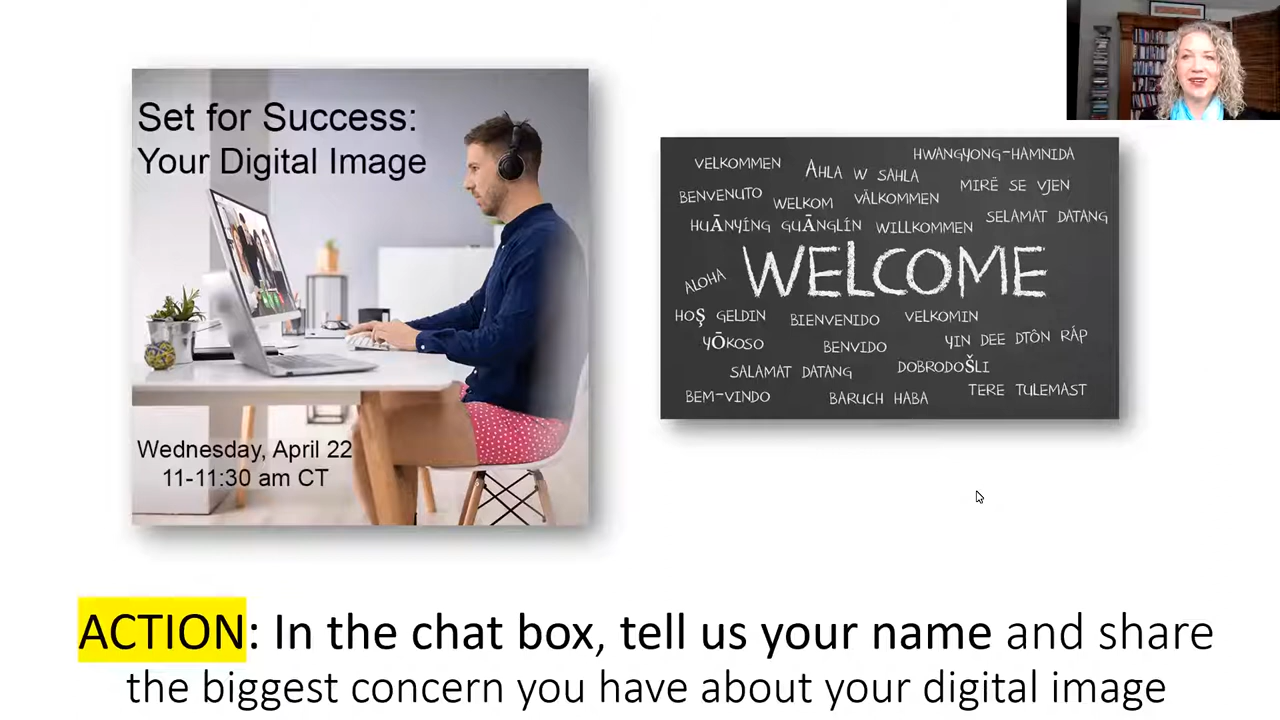 Set for Success:
Your Digital Image
Wednesday, April 22
11-11:30 am CT
VELKOMMEN
AHLA W SAHLA
HWANGYONG-HAMNIDA
BENVENUTO
WELKOM
VÄLKOMMEN
MIRË SE VJEN
HUĀNYÍNG GUĀNGLÍN
WILLKOMMEN
SELAMAT DATANG
ALOHA
WELCOME
HOŞ GELDIN
BIENVENIDO
VELKOMIN
YŌKOSO
BENVIDO
YIN DEE DTÔN RÁP
SALAMAT DATANG
DOBRODOŠLI
BEM-VINDO
BARUCH HABA
TERE TULEMAST
ACTION: In the chat box, tell us your name and share
the biggest concern you have about your digital image